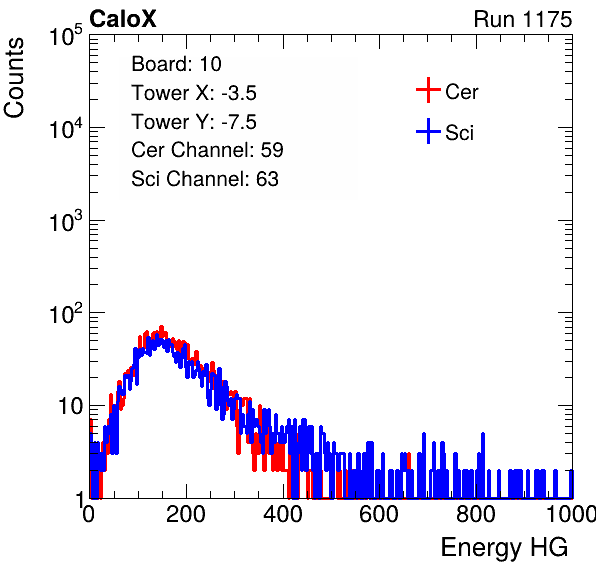 CaloX Run 1175
Counts
10^5
10^4
10^3
10^2
10
1
Board: 10
Tower X: -3.5
Tower Y: -7.5
Cer Channel: 59
Sci Channel: 63
Cer
Sci
0 200 400 600 800 1000
Energy HG